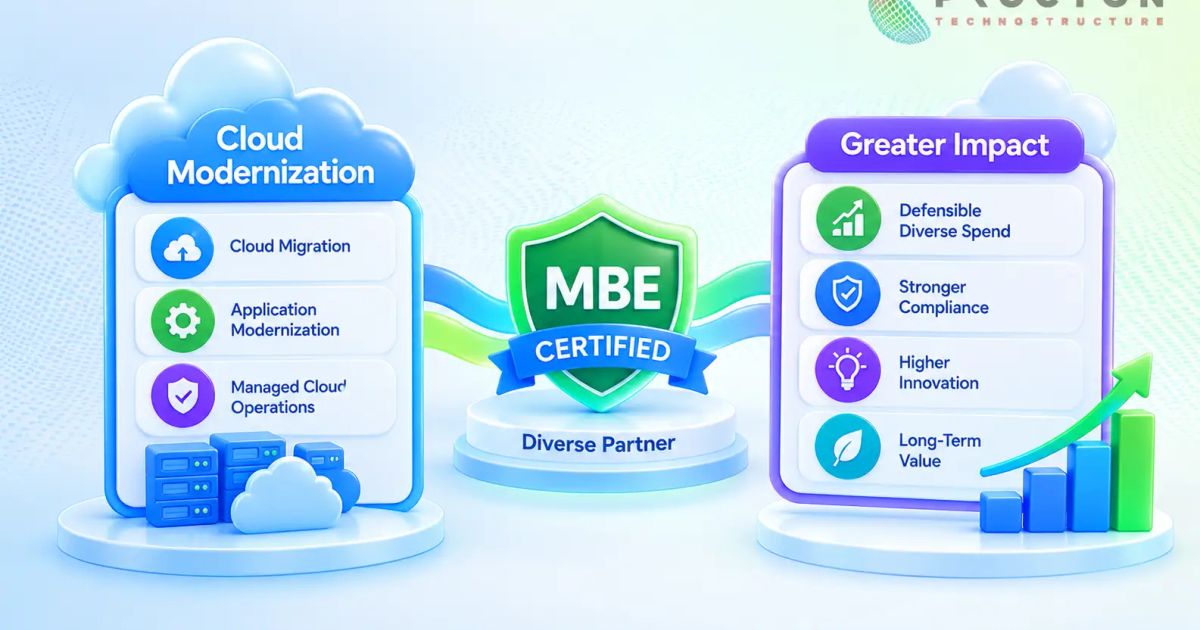 TECHNOSTRUCTURE
Cloud
Modernization
Cloud Migration
Application
Modernization
Managed Cloud
Operations
MBE
CERTIFIED
Diverse Partner
Greater Impact
Defensible
Diverse Spend
Stronger
Compliance
Higher
Innovation
Long-Term
Value